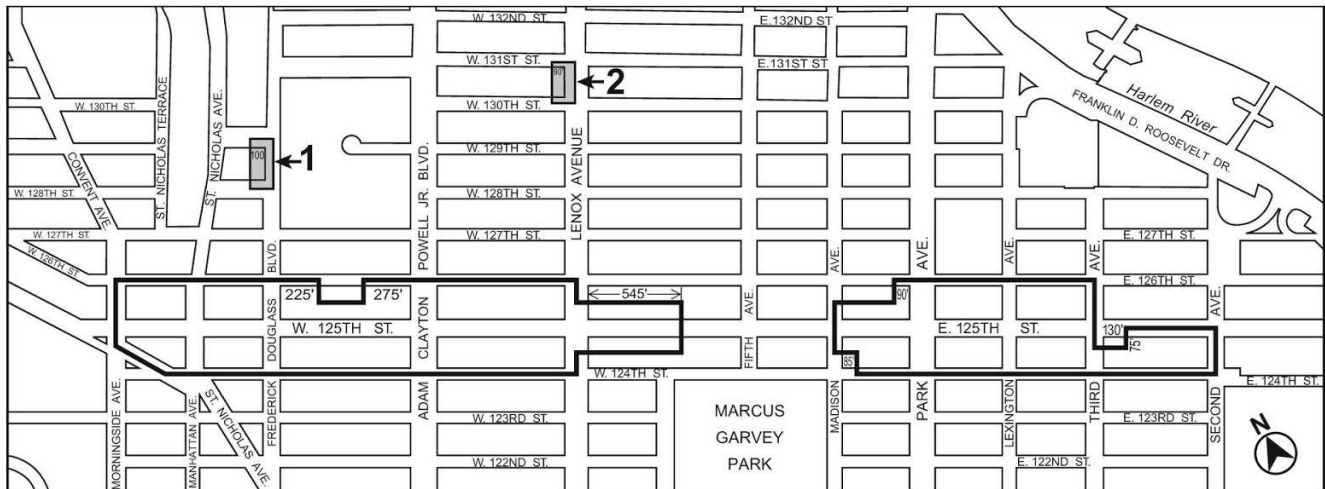 W. 132ND ST.
E. 132ND ST
W. 131ST ST.
E. 131ST ST.
90'
2
Harlem River
FRANKLIN D. ROOSEVELT DR.
W. 130TH ST.
W. 130TH ST.
ST. NICHOLAS TERRACE
ST. NICHOLAS AVE.
CONVENT AVE.
100
1
W. 129TH ST.
POWELL JR. BLVD.
LENOX AVENUE
W. 128TH ST.
W. 128TH ST.
W. 127TH ST.
W. 127TH ST.
E. 127TH ST.
W. 126TH ST.
BLVD.
AVE.
AVE.
AVE.
AVE.
AVE.
E. 126TH ST.
225'
275'
545'
90'
DOUGLASS
CLAYTON
W. 125TH ST.
E. 125TH ST.
130'
75'
FIFTH
85'
W. 124TH ST.
E. 124TH ST.
MORNINGSIDE AVE.
MANHATTAN AVE.
ST. NICHOLAS AVE.
FREDERICK
ADAM
W. 123RD ST.
MARCUS
GARVEY
PARK
MADISON
PARK
LEXINGTON
THIRD
SECOND
E. 123RD ST.
W. 122ND ST.
E. 122ND ST.
N